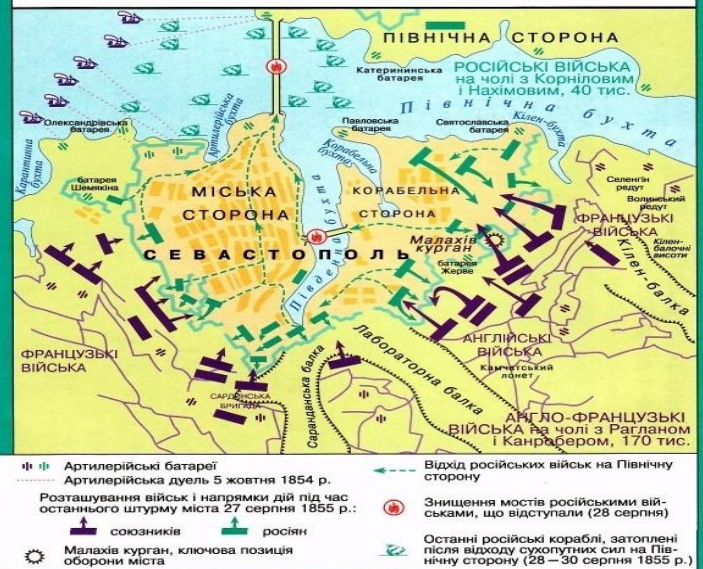 ПІВНІЧНА СТОРОНА
Катерининська
батарея
РОСІЙСЬКІ ВІЙСЬКА
на чолі з Корніловим
і Нахімовим, 40 тис.
Північна бухта
Олександрівська
батарея
Артилерійська
бухта
Карантинна
бухта
Павловська
батарея
Святославська
батарея
Кілен-бухта
Корабельна
бухта
батарея
Шемякіна
МІСЬКА
СТОРОНА
КОРАБЕЛЬНА
СТОРОНА
Селенгін
редут
Волинський
редут
ФРАНЦУЗЬКІ
ВІЙСЬКА
Малахів
курган
Кілен-
балочні
висоти
Кілен балка
СЕВАСТОПОЛЬ
Південна бухта
батарея
Жерве
ФРАНЦУЗЬКІ
ВІЙСЬКА
АНГЛІЙСЬКІ
ВІЙСЬКА
Камчатський
люнет
Лабораторна балка
САРДИНСЬКА
БРИГАДА
Саранданська балка
АНГЛО-ФРАНЦУЗЬКІ
ВІЙСЬКА на чолі з Рагланом
і Канробером, 170 тис.
Артилерійські батареї
Артилерійська дуель 5 жовтня 1854 р.
Розташування військ і напрямки дій під час
останнього штурму міста 27 серпня 1855 р.:
союзників росіян
Малахів курган, ключова позиція
оборони міста
Відхід російських військ на Північну
сторону
Знищення мостів російськими вій-
ськами, що відступали (28 серпня)
Останні російські кораблі, затоплені
після відходу сухопутних сил на Пів-
нічну сторону (28—30 серпня 1855 р.)